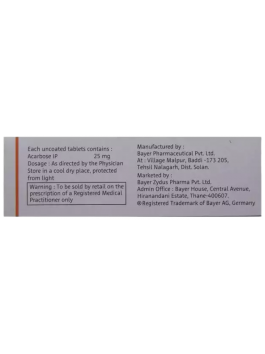 Each uncoated tablets contains :
Acarbose IP 25 mg
Dosage : As directed by the Physician
Store in a cool dry place, protected
from light
Warning : To be sold by retail on the
prescription of a Registered Medical
Practitioner only
Manufactured by :
Bayer Pharmaceutical Pvt. Ltd.
At : Village Malpur, Baddi -173 205,
Tehsil Nalagarh, Dist. Solan.
Marketed by :
Bayer Zydus Pharma Pvt. Ltd.
Admin Office : Bayer House, Central Avenue,
Hiranandani Estate, Thane-400607.
®Registered Trademark of Bayer AG, Germany